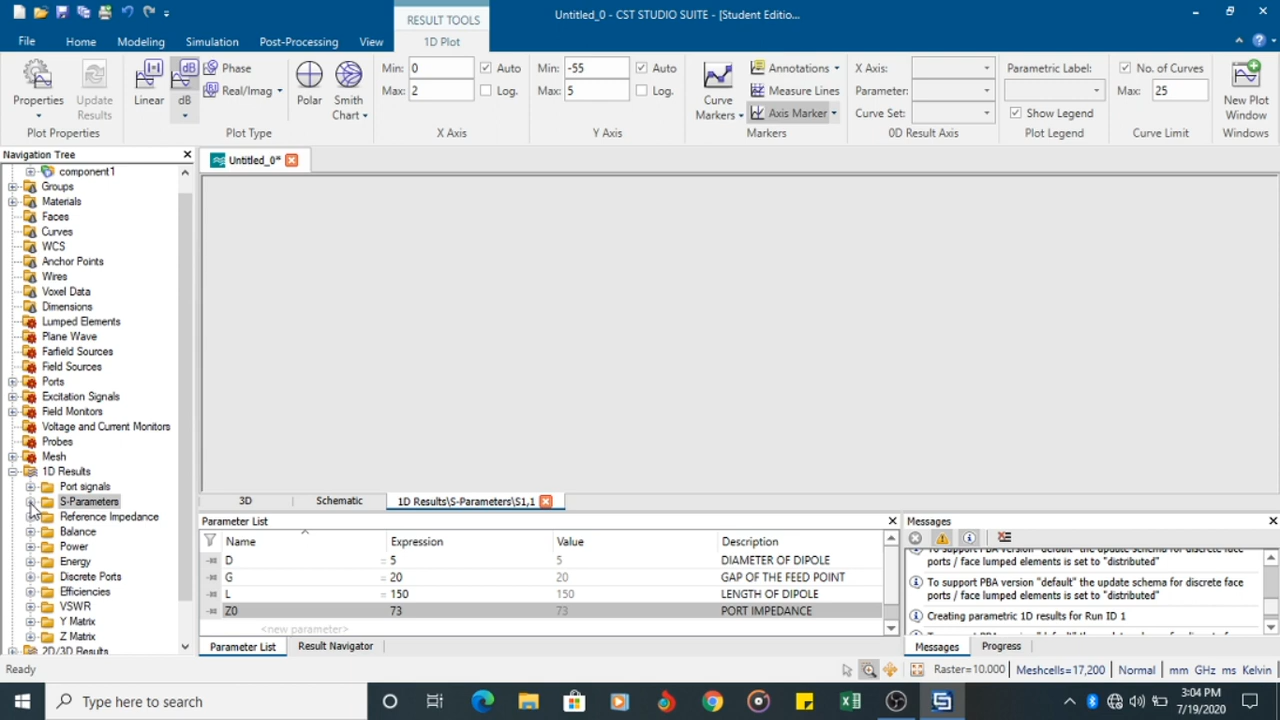 Untitled_0 - CST STUDIO SUITE - [Student Editio...
RESULT TOOLS
File Home Modeling Simulation Post-Processing View 1D Plot
Properties
Update Results
Plot Properties
Linear
dB
Phase
Real/Imag
Polar
Smith Chart
Plot Type
Min: 0 Auto
Max: 2 Log.
X Axis
Min: -55 Auto
Max: 5 Log.
Y Axis
Curve Markers
Annotations
Measure Lines
Axis Marker
Markers
X Axis:
Parameter:
Curve Set:
0D Result Axis
Parametric Label:
Show Legend
Plot Legend
No. of Curves
Max: 25
Curve Limit
New Plot Window
Windows
Navigation Tree
Untitled_0*
component1
Groups
Materials
Faces
Curves
WCS
Anchor Points
Wires
Voxel Data
Dimensions
Lumped Elements
Plane Wave
Farfield Sources
Field Sources
Ports
Excitation Signals
Field Monitors
Voltage and Current Monitors
Probes
Mesh
1D Results
Port signals
S-Parameters
Reference Impedance
Balance
Power
Energy
Discrete Ports
Efficiencies
VSWR
Y Matrix
Z Matrix
2D/3D Results
3D Schematic 1D Results\S-Parameters\S1,1
Parameter List
Name Expression Value Description
D = 5 5 DIAMETER OF DIPOLE
G = 20 20 GAP OF THE FEED POINT
L = 150 150 LENGTH OF DIPOLE
Z0 73 73 PORT IMPEDANCE
<new parameter>
Parameter List Result Navigator
Messages
To support PBA version "default" the update schema for discrete
ports / face lumped elements is set to "distributed"
To support PBA version "default" the update schema for discrete face
ports / face lumped elements is set to "distributed"
Creating parametric 1D results for Run ID 1
Messages Progress
Ready
Raster=10.000 Meshcells=17,200 Normal mm GHz ms Kelvin
Type here to search
3:04 PM
7/19/2020